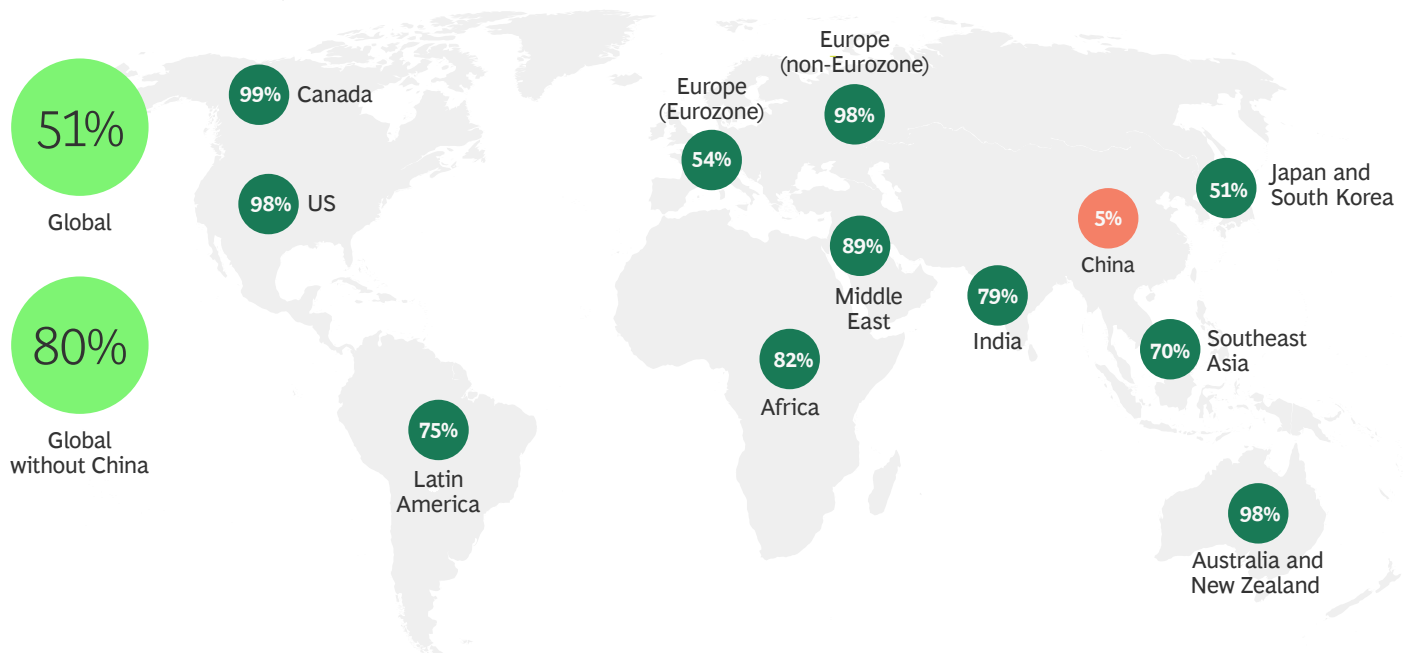 51%
Global
80%
Global
without China
99%
Canada
98%
US
75%
Latin
America
Europe
(Eurozone)
54%
Europe
(non-Eurozone)
98%
89%
Middle
East
82%
Africa
79%
India
5%
China
51%
Japan and
South Korea
70%
Southeast
Asia
98%
Australia and
New Zealand